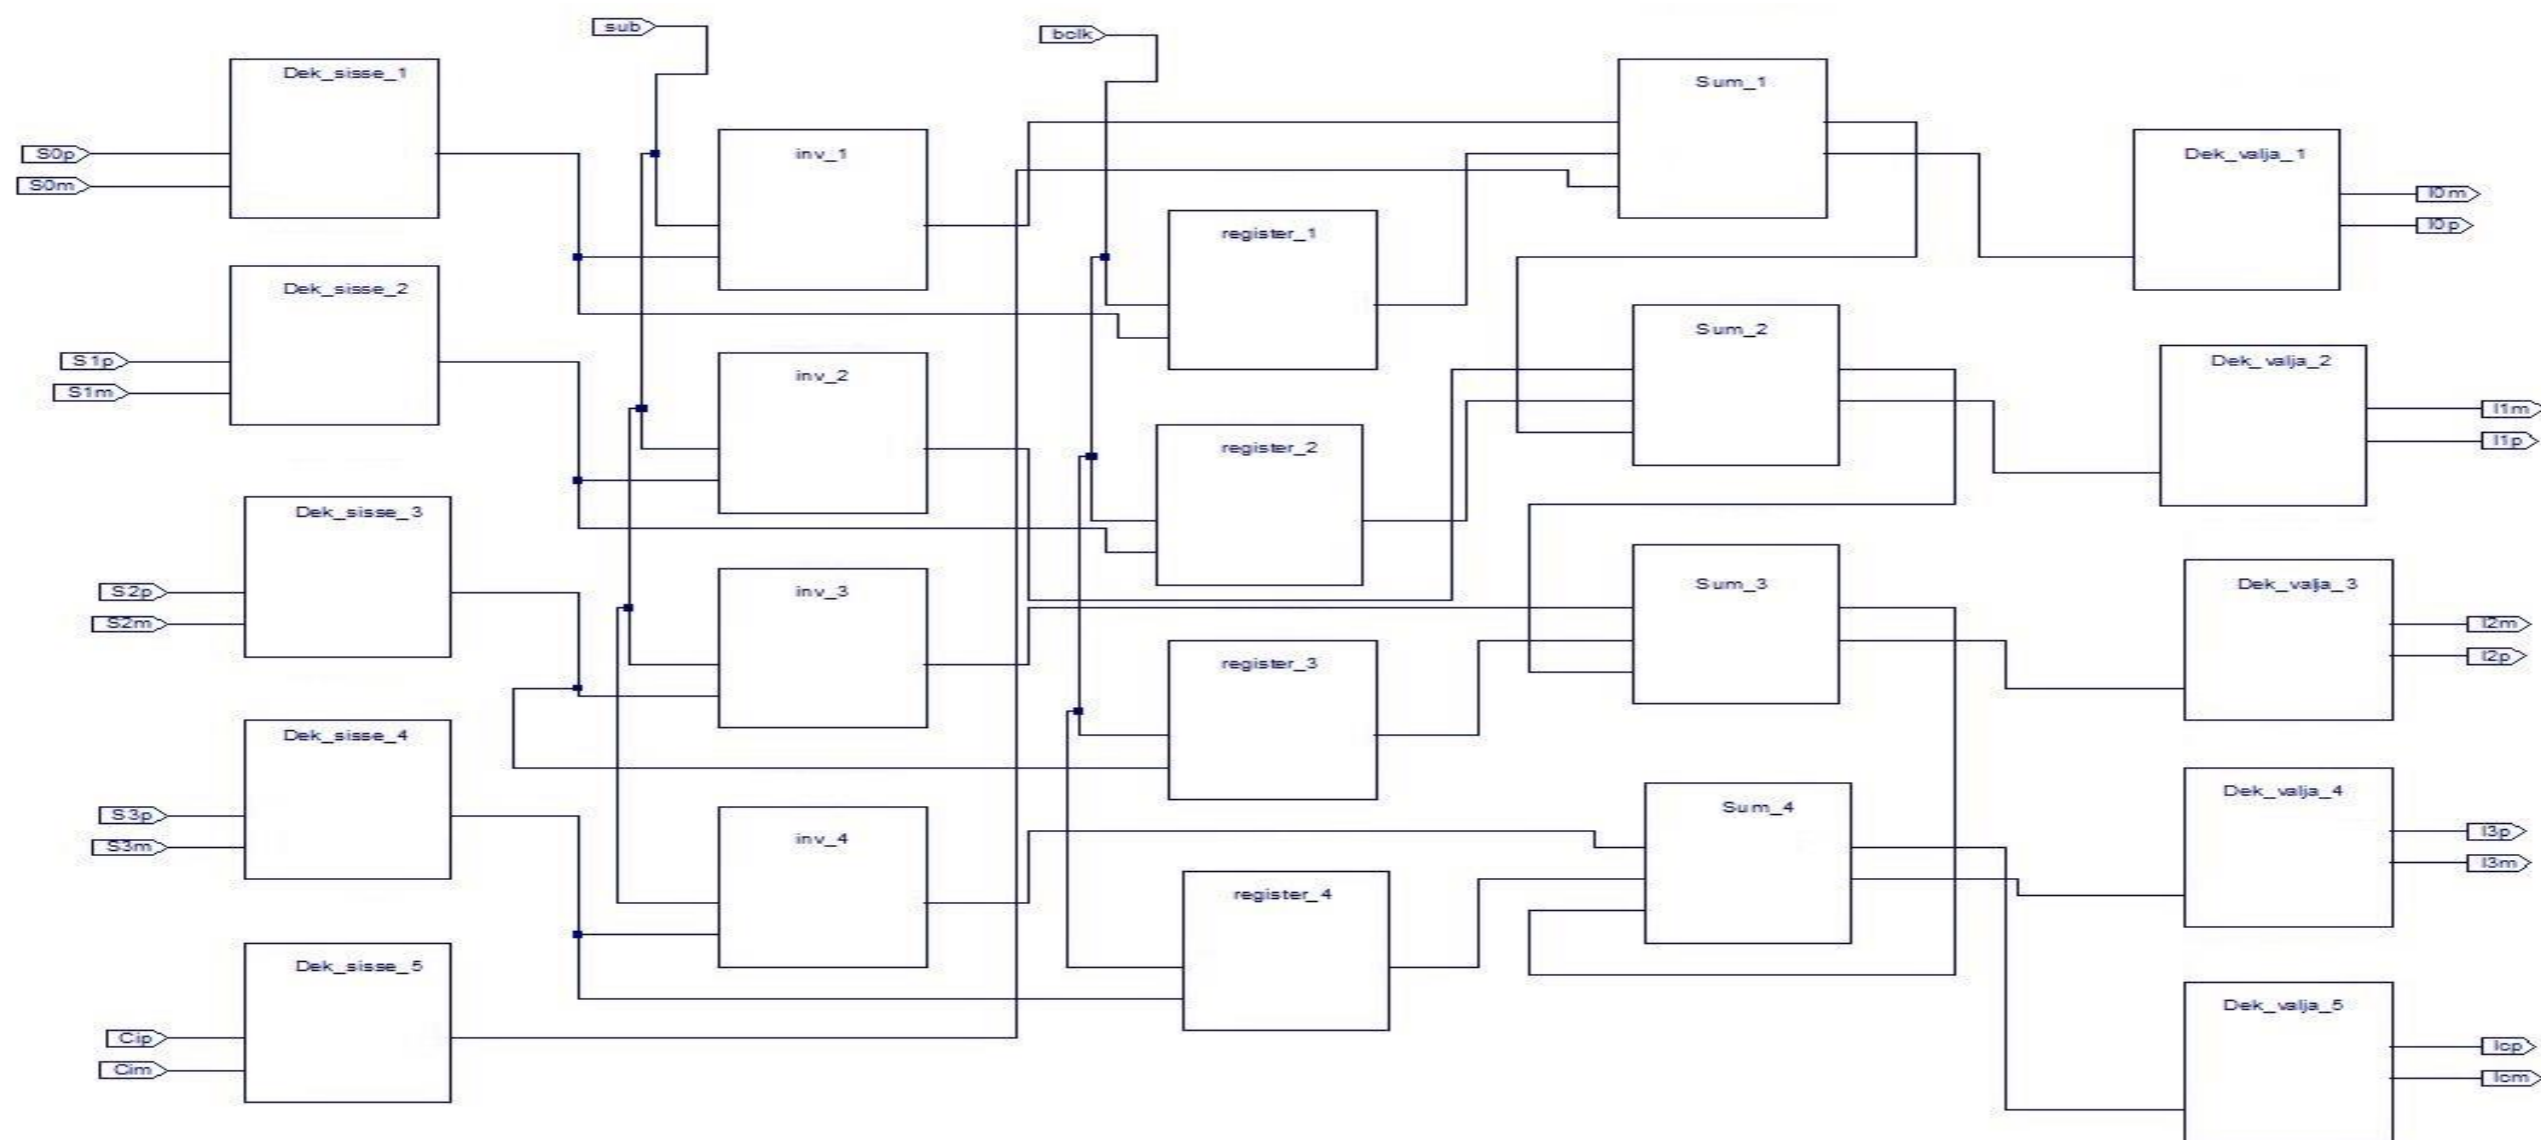 sub
bclk
Dek_sisse_1
Sum_1
inv_1
S0p
Dek_valja_1
S0m
I0m
register_1
I0p
Dek_sisse_2
Sum_2
S1p
inv_2
Dek_valja_2
S1m
I1m
register_2
I1p
Dek_sisse_3
Sum_3
Dek_valja_3
S2p
inv_3
S2m
I2m
register_3
I2p
Dek_sisse_4
Dek_valja_4
Sum_4
S3p
I3p
inv_4
S3m
I3m
register_4
Dek_sisse_5
Dek_valja_5
Cip
Icp
Cim
Icm